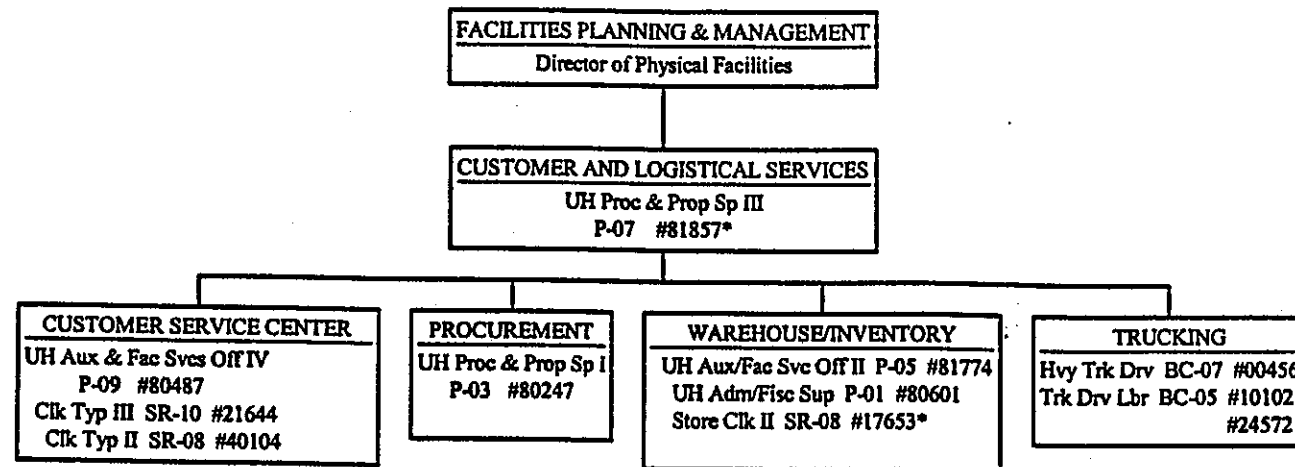 FACILITIES PLANNING & MANAGEMENT
Director of Physical Facilities
CUSTOMER AND LOGISTICAL SERVICES
UH Proc & Prop Sp III
P-07 #81857*
CUSTOMER SERVICE CENTER
UH Aux & Fac Svcs Off IV
P-09 #80487
Clk Typ III SR-10 #21644
Clk Typ II SR-08 #40104
PROCUREMENT
UH Proc & Prop Sp I
P-03 #80247
WAREHOUSE/INVENTORY
UH Aux/Fac Svc Off II P-05 #81774
UH Adm/Fisc Sup P-01 #80601
Store Clk II SR-08 #17653*
TRUCKING
Hvy Trk Drv BC-07 #00456
Trk Drv Lbr BC-05 #10102
#24572